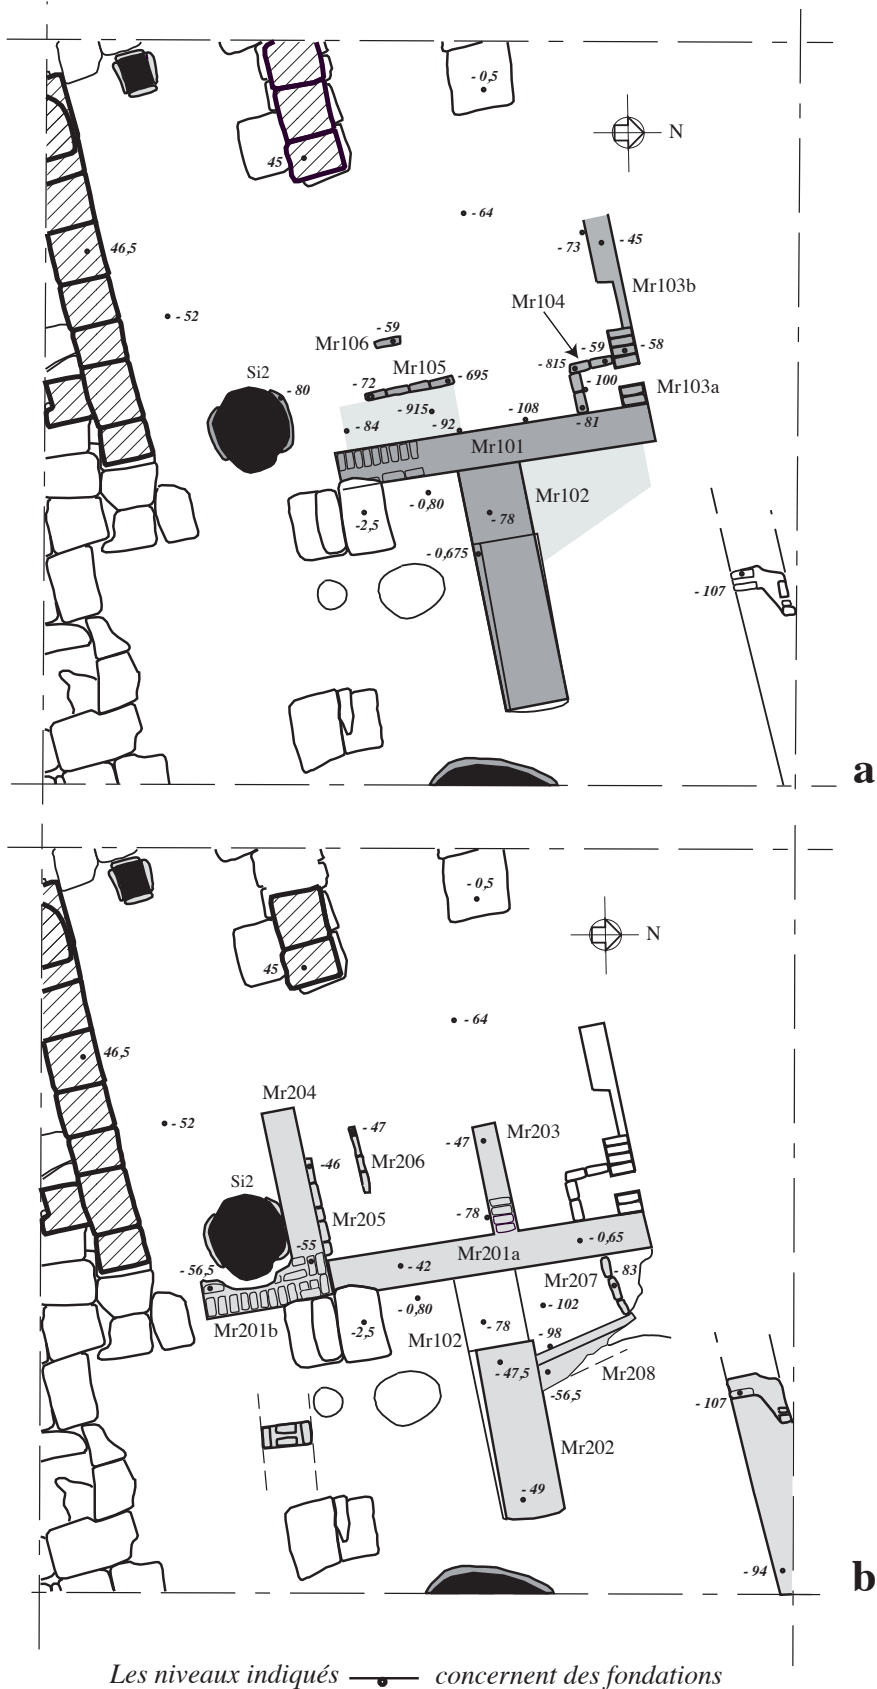 - 0,5
N
45
- 64
- 73
- 45
46,5
Mr103b
Mr104
- 52
- 59
Mr106
- 59
- 58
- 815
Mr105
Si2
- 72
- 695
- 100
Mr103a
- 80
- 915
- 108
- 84
- 92
- 81
Mr101
Mr102
- 0,80
-2,5
- 78
- 0,675
- 107
a
- 0,5
N
45
- 64
46,5
Mr204
- 52
- 47
- 47
Mr203
- 46
Mr206
Si2
- 78
Mr205
- 55
- 0,65
Mr201a
- 42
- 56,5
Mr207
- 83
- 0,80
- 102
Mr201b
-2,5
Mr102
- 78
- 98
- 47,5
Mr208
-56,5
- 107
Mr202
- 49
- 94
b
Les niveaux indiqués concernent des fondations